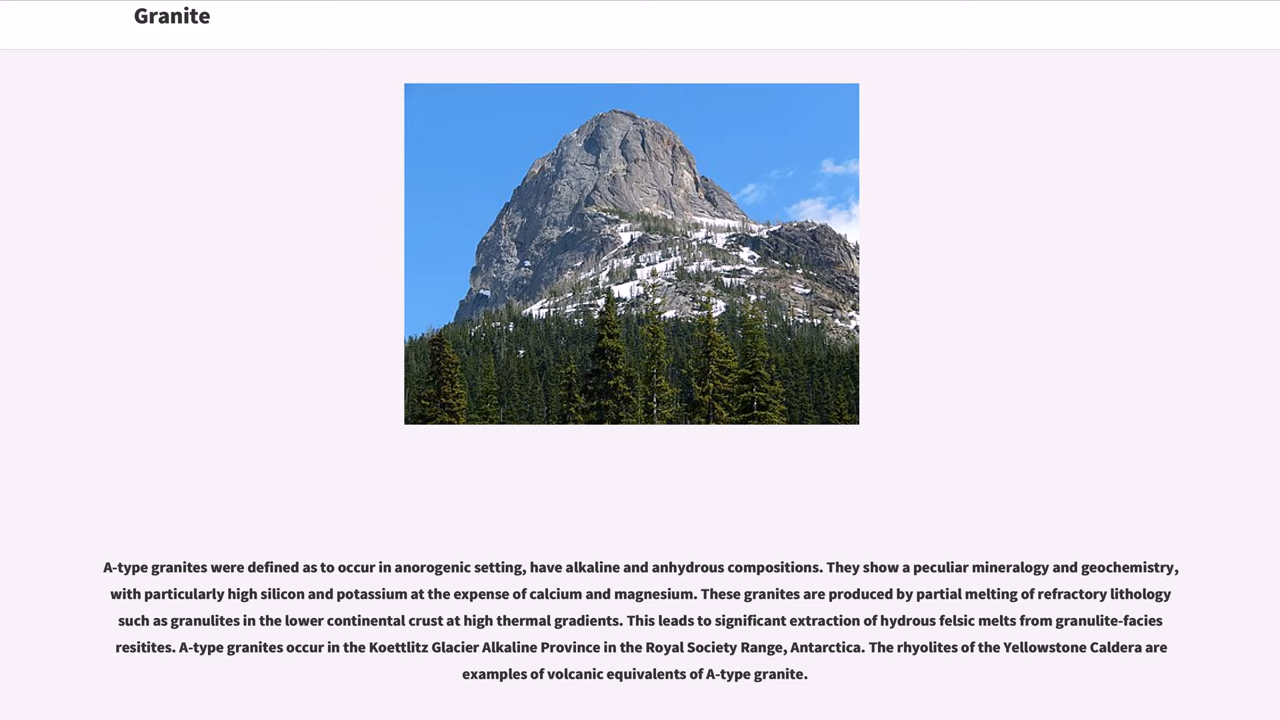 Granite
A-type granites were defined as to occur in anorogenic setting, have alkaline and anhydrous compositions. They show a peculiar mineralogy and geochemistry,
with particularly high silicon and potassium at the expense of calcium and magnesium. These granites are produced by partial melting of refractory lithology
such as granulites in the lower continental crust at high thermal gradients. This leads to significant extraction of hydrous felsic melts from granulite-facies
resitites. A-type granites occur in the Koettlitz Glacier Alkaline Province in the Royal Society Range, Antarctica. The rhyolites of the Yellowstone Caldera are
examples of volcanic equivalents of A-type granite.